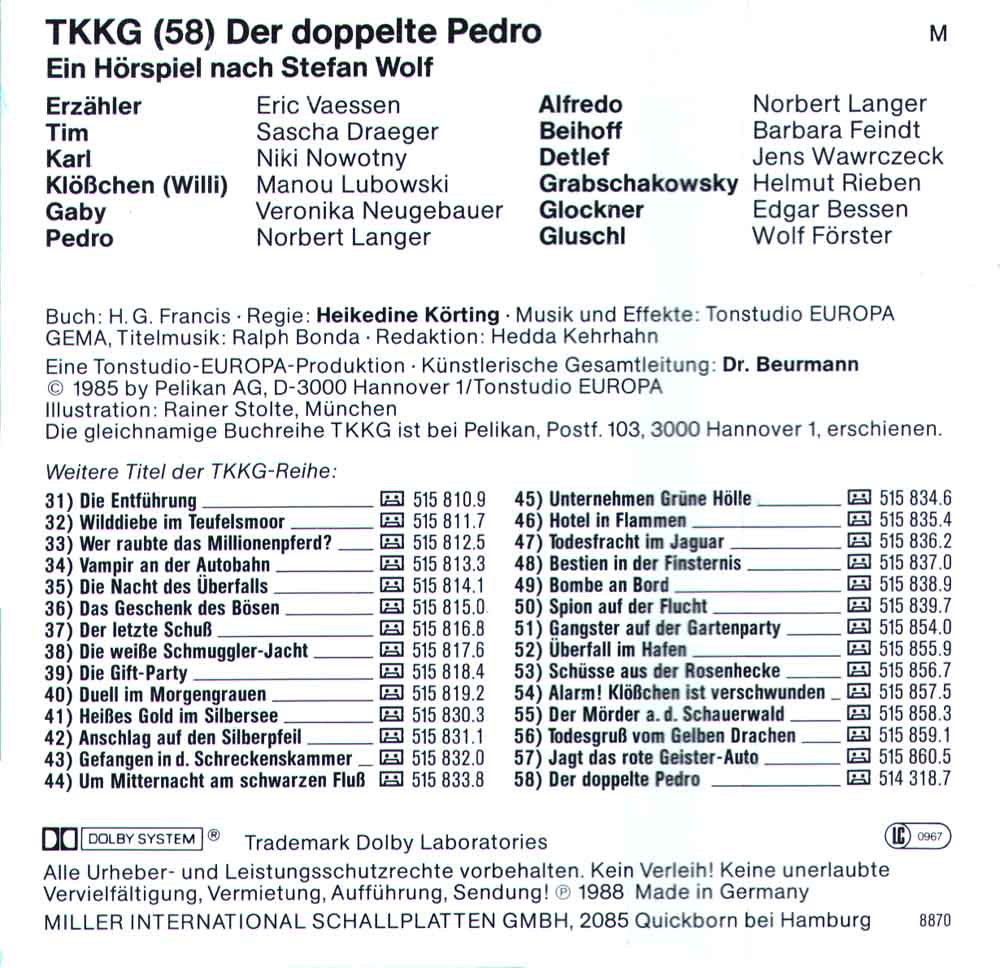 TKKG (58) Der doppelte Pedro M
Ein Hörspiel nach Stefan Wolf
Erzähler Eric Vaessen
Tim Sascha Draeger
Karl Niki Nowotny
Klößchen (Willi) Manou Lubowski
Gaby Veronika Neugebauer
Pedro Norbert Langer
Alfredo Norbert Langer
Beihoff Barbara Feindt
Detlef Jens Wawrczeck
Grabschakowsky Helmut Rieben
Glockner Edgar Bessen
Gluschl Wolf Förster
Buch: H. G. Francis · Regie: Heikedine Körting · Musik und Effekte: Tonstudio EUROPA
GEMA, Titelmusik: Ralph Bonda · Redaktion: Hedda Kehrhahn
Eine Tonstudio-EUROPA-Produktion · Künstlerische Gesamtleitung: Dr. Beurmann
© 1985 by Pelikan AG, D-3000 Hannover 1/Tonstudio EUROPA
Illustration: Rainer Stolte, München
Die gleichnamige Buchreihe TKKG ist bei Pelikan, Postf. 103, 3000 Hannover 1, erschienen.
Weitere Titel der TKKG-Reihe:
31) Die Entführung 515 810.9
32) Wilddiebe im Teufelsmoor 515 811.7
33) Wer raubte das Millionenpferd? 515 812.5
34) Vampir an der Autobahn 515 813.3
35) Die Nacht des Überfalls 515 814.1
36) Das Geschenk des Bösen 515 815.0
37) Der letzte Schuß 515 816.8
38) Die weiße Schmuggler-Jacht 515 817.6
39) Die Gift-Party 515 818.4
40) Duell im Morgengrauen 515 819.2
41) Heißes Gold im Silbersee 515 830.3
42) Anschlag auf den Silberpfeil 515 831.1
43) Gefangen in d. Schreckenskammer 515 832.0
44) Um Mitternacht am schwarzen Fluß 515 833.8
45) Unternehmen Grüne Hölle 515 834.6
46) Hotel in Flammen 515 835.4
47) Todesfracht im Jaguar 515 836.2
48) Bestien in der Finsternis 515 837.0
49) Bombe an Bord 515 838.9
50) Spion auf der Flucht 515 839.7
51) Gangster auf der Gartenparty 515 854.0
52) Überfall im Hafen 515 855.9
53) Schüsse aus der Rosenhecke 515 856.7
54) Alarm! Klößchen ist verschwunden 515 857.5
55) Der Mörder a. d. Schauerwald 515 858.3
56) Todesgruß vom Gelben Drachen 515 859.1
57) Jagt das rote Geister-Auto 515 860.5
58) Der doppelte Pedro 514 318.7
DOLBY SYSTEM ® Trademark Dolby Laboratories LC 0967
Alle Urheber- und Leistungsschutzrechte vorbehalten. Kein Verleih! Keine unerlaubte
Vervielfältigung, Vermietung, Aufführung, Sendung! ℗ 1988 Made in Germany
MILLER INTERNATIONAL SCHALLPLATTEN GMBH, 2085 Quickborn bei Hamburg 8870